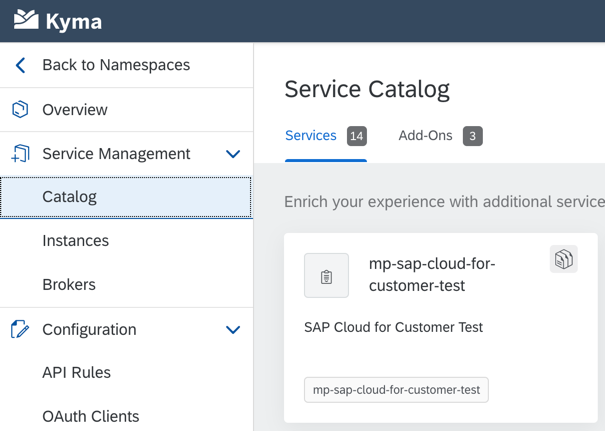 Kyma
Back to Namespaces
Overview
Service Management
Catalog
Instances
Brokers
Configuration
API Rules
OAuth Clients
Service Catalog
Services 14 Add-Ons 3
Enrich your experience with additional service
mp-sap-cloud-for-
customer-test
SAP Cloud for Customer Test
mp-sap-cloud-for-customer-test